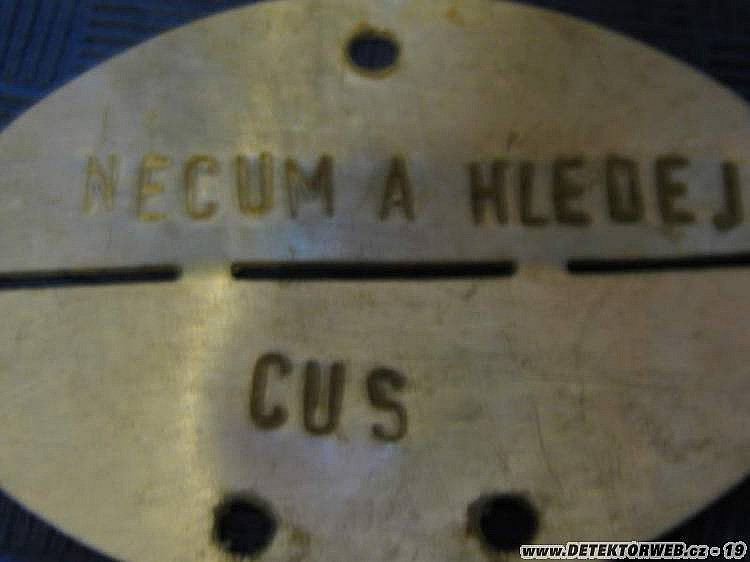 NECUM A HLEDEJ
CUS
www.DETEKTORWEB.cz - 19